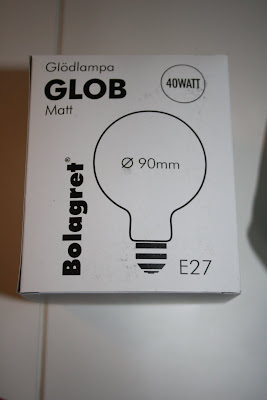 Glödlampa
GLOB
Matt
40WATT
Ø 90mm
Bolagret®
E27